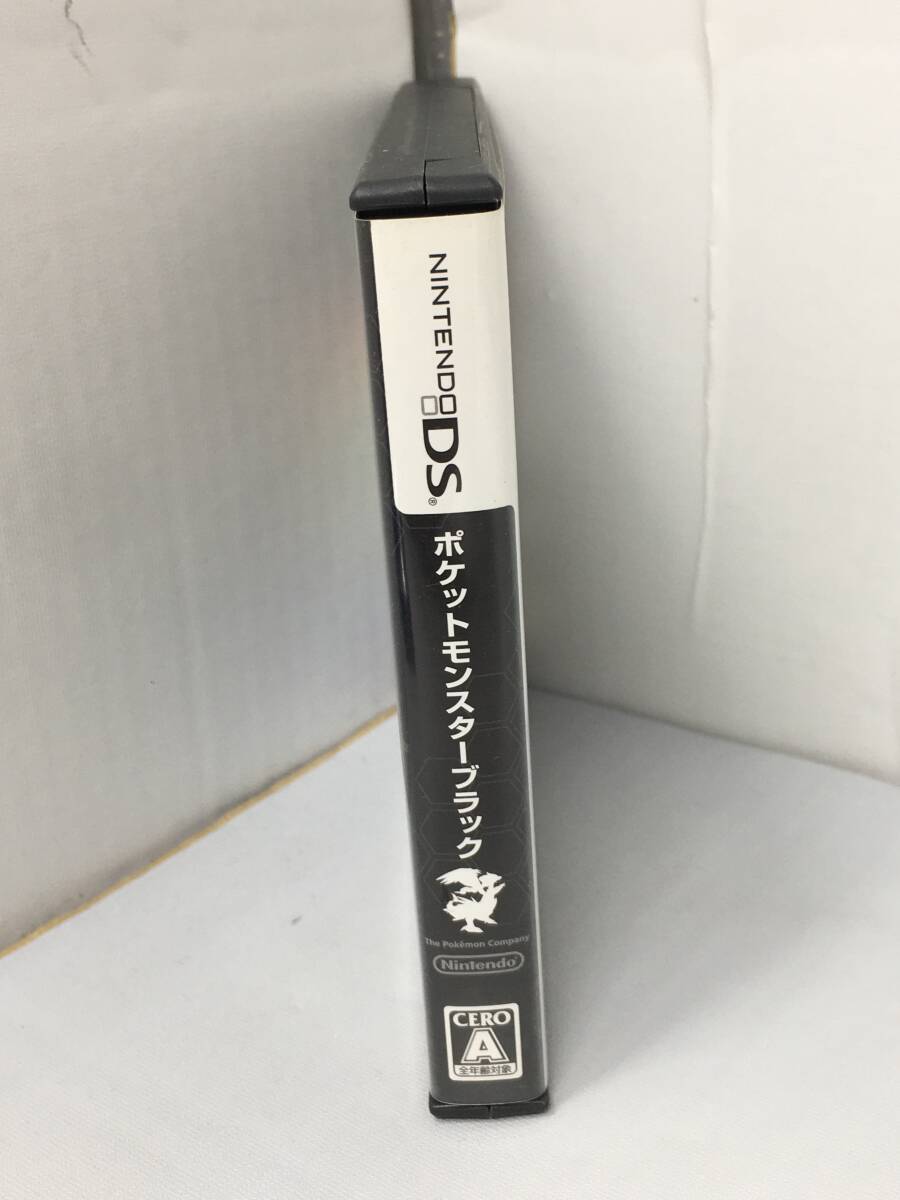 NINTENDO DS®
ポケットモンスターブラック
The Pokémon Company
Nintendo®
CERO
A
全年齢対象